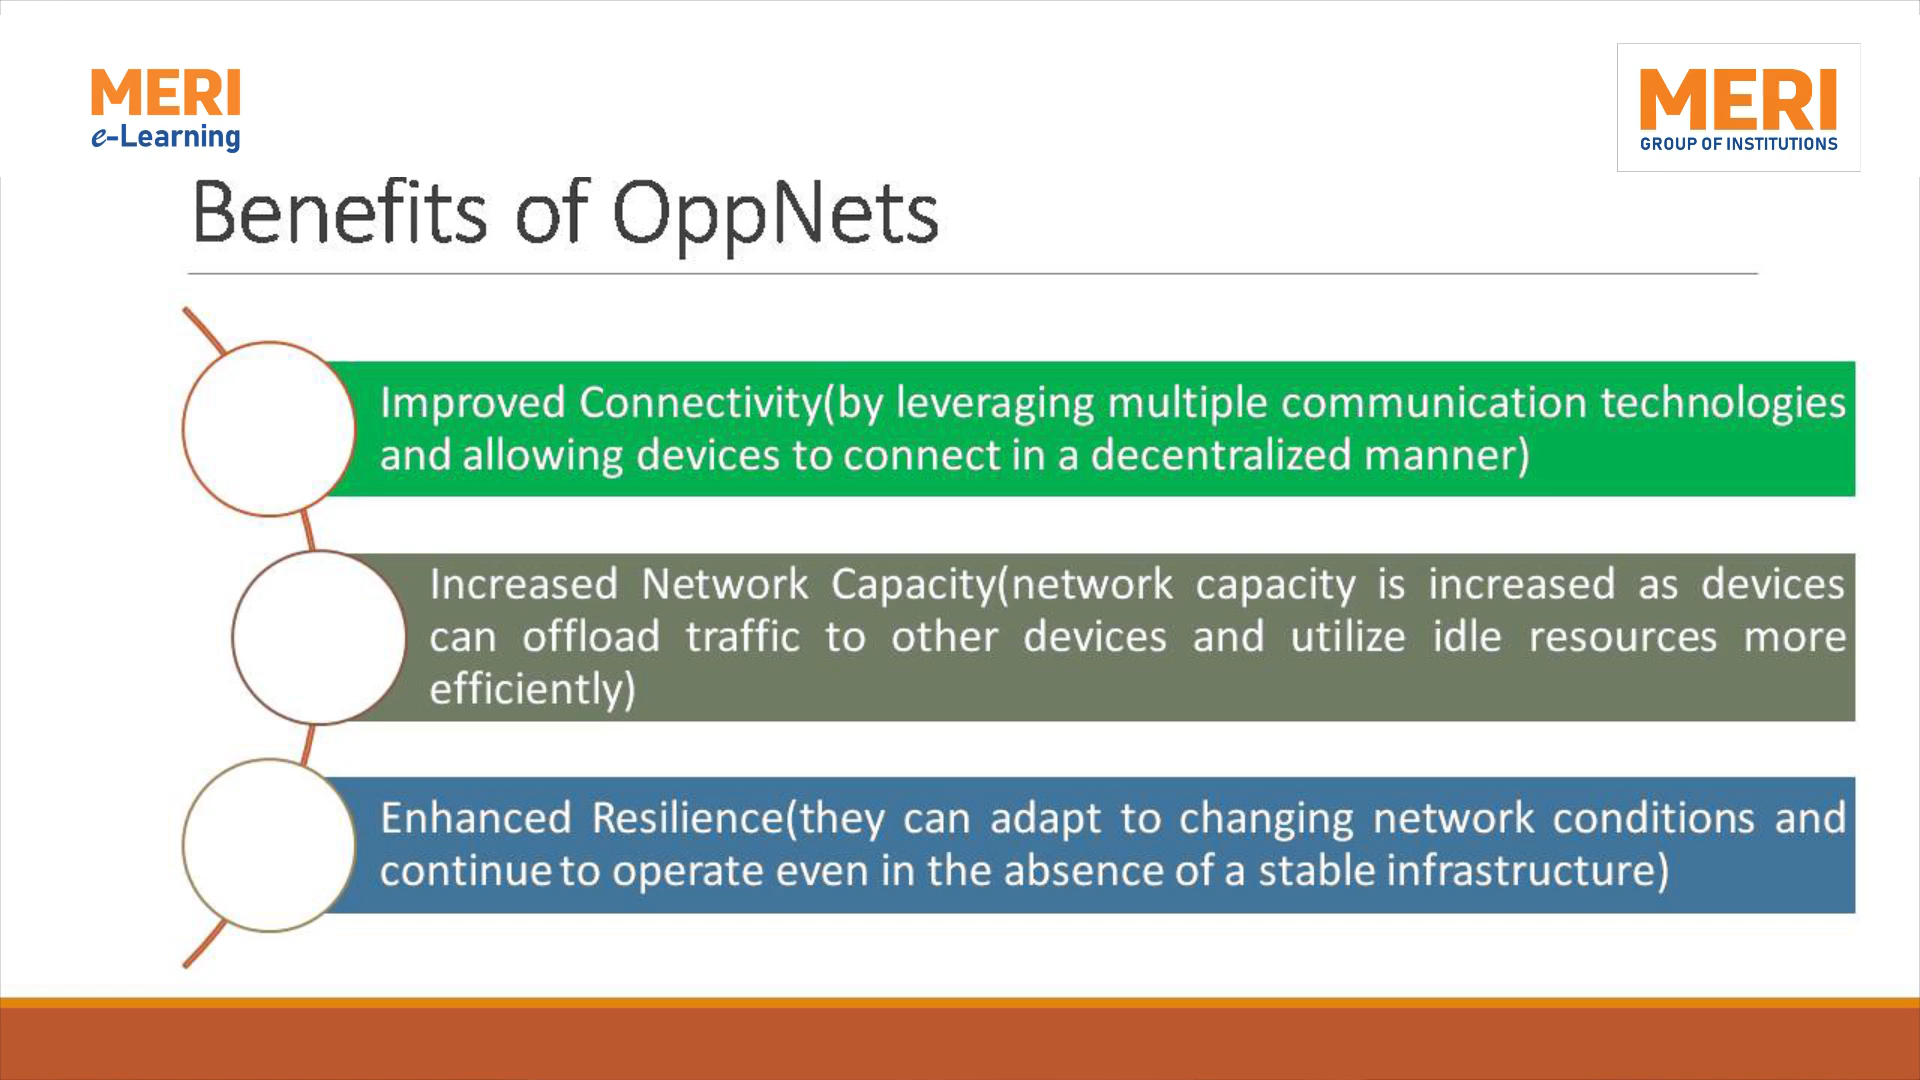 MERI
e-Learning
MERI
GROUP OF INSTITUTIONS
Benefits of OppNets
Improved Connectivity(by leveraging multiple communication technologies
and allowing devices to connect in a decentralized manner)
Increased Network Capacity(network capacity is increased as devices
can offload traffic to other devices and utilize idle resources more
efficiently)
Enhanced Resilience(they can adapt to changing network conditions and
continue to operate even in the absence of a stable infrastructure)